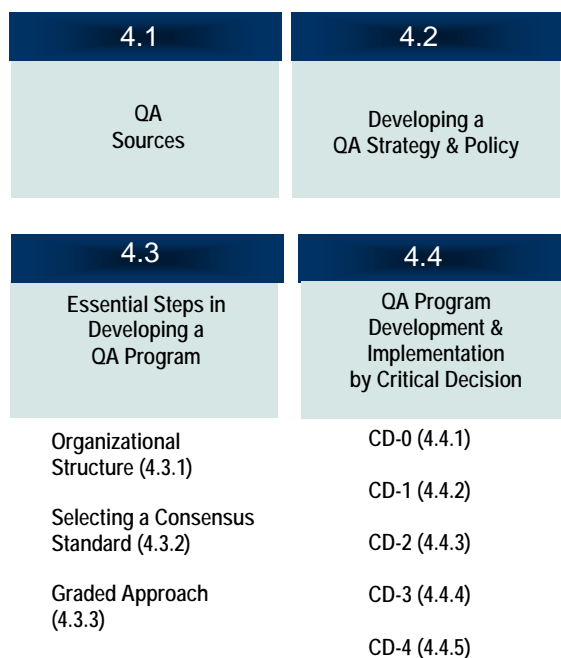 4.1
QA
Sources
4.2
Developing a
QA Strategy & Policy
4.3
Essential Steps in
Developing a
QA Program
Organizational
Structure (4.3.1)
Selecting a Consensus
Standard (4.3.2)
Graded Approach
(4.3.3)
4.4
QA Program
Development &
Implementation
by Critical Decision
CD-0 (4.4.1)
CD-1 (4.4.2)
CD-2 (4.4.3)
CD-3 (4.4.4)
CD-4 (4.4.5)